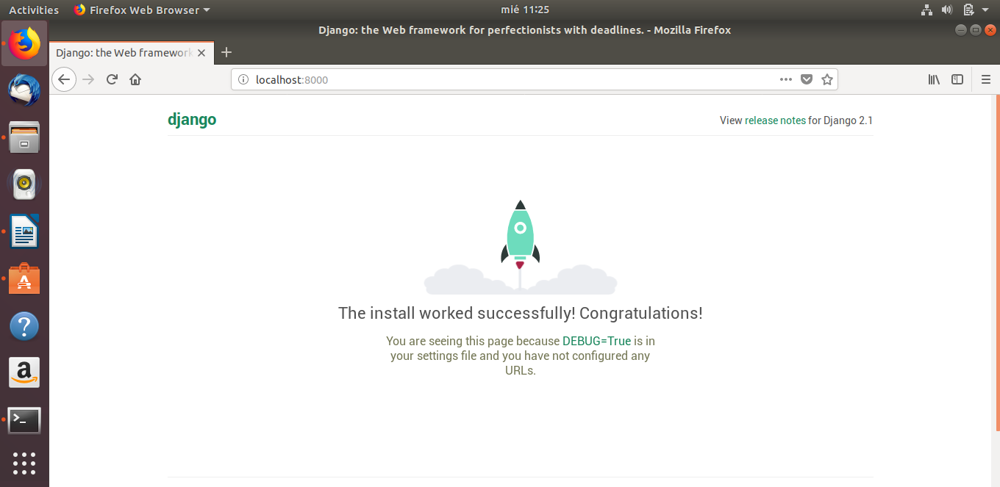 Activities Firefox Web Browser mié 11:25
Django: the Web framework for perfectionists with deadlines. - Mozilla Firefox
Django: the Web framework
localhost:8000
django
View release notes for Django 2.1
The install worked successfully! Congratulations!
You are seeing this page because DEBUG=True is in
your settings file and you have not configured any
URLs.